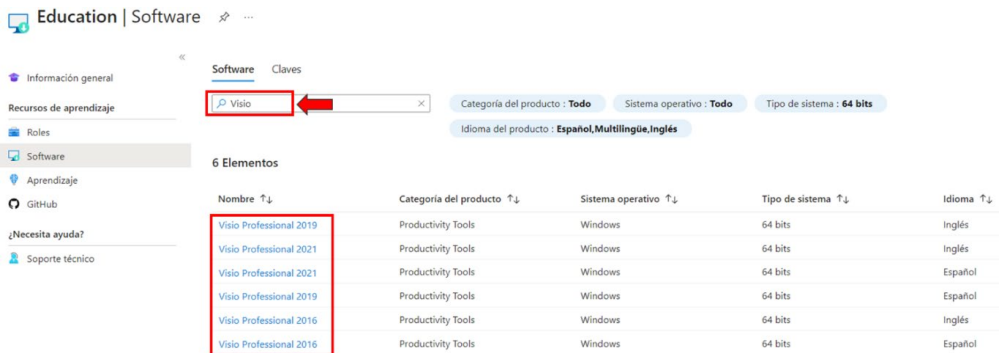 Education | Software
Información general
Recursos de aprendizaje
Roles
Software
Aprendizaje
GitHub
¿Necesita ayuda?
Soporte técnico
Software Claves
Visio
Categoría del producto : Todo Sistema operativo : Todo Tipo de sistema : 64 bits
Idioma del producto : Español,Multilingüe,Inglés
6 Elementos
Nombre Categoría del producto Sistema operativo Tipo de sistema Idioma
Visio Professional 2019 Productivity Tools Windows 64 bits Inglés
Visio Professional 2021 Productivity Tools Windows 64 bits Inglés
Visio Professional 2021 Productivity Tools Windows 64 bits Español
Visio Professional 2019 Productivity Tools Windows 64 bits Español
Visio Professional 2016 Productivity Tools Windows 64 bits Inglés
Visio Professional 2016 Productivity Tools Windows 64 bits Español